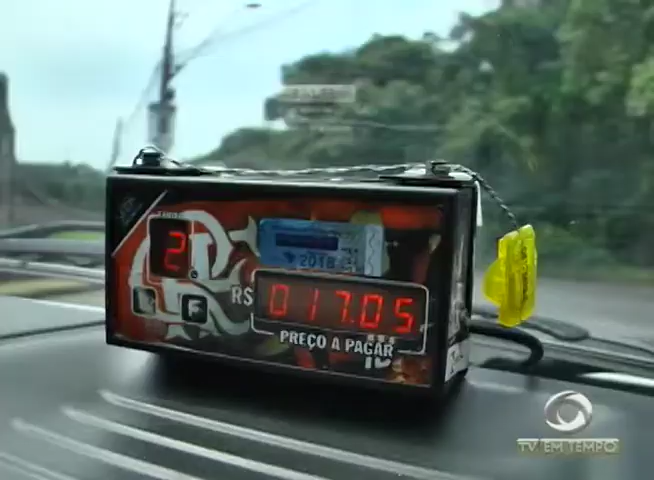 2
2018
F
R$ 017.05
PREÇO A PAGAR
TV EM TEMPO